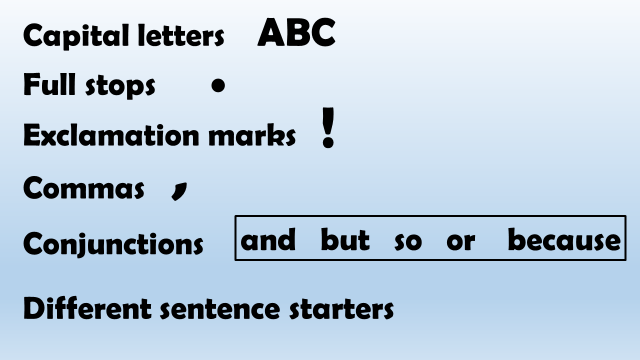 Capital letters ABC
Full stops .
Exclamation marks !
Commas ,
Conjunctions and but so or because
Different sentence starters